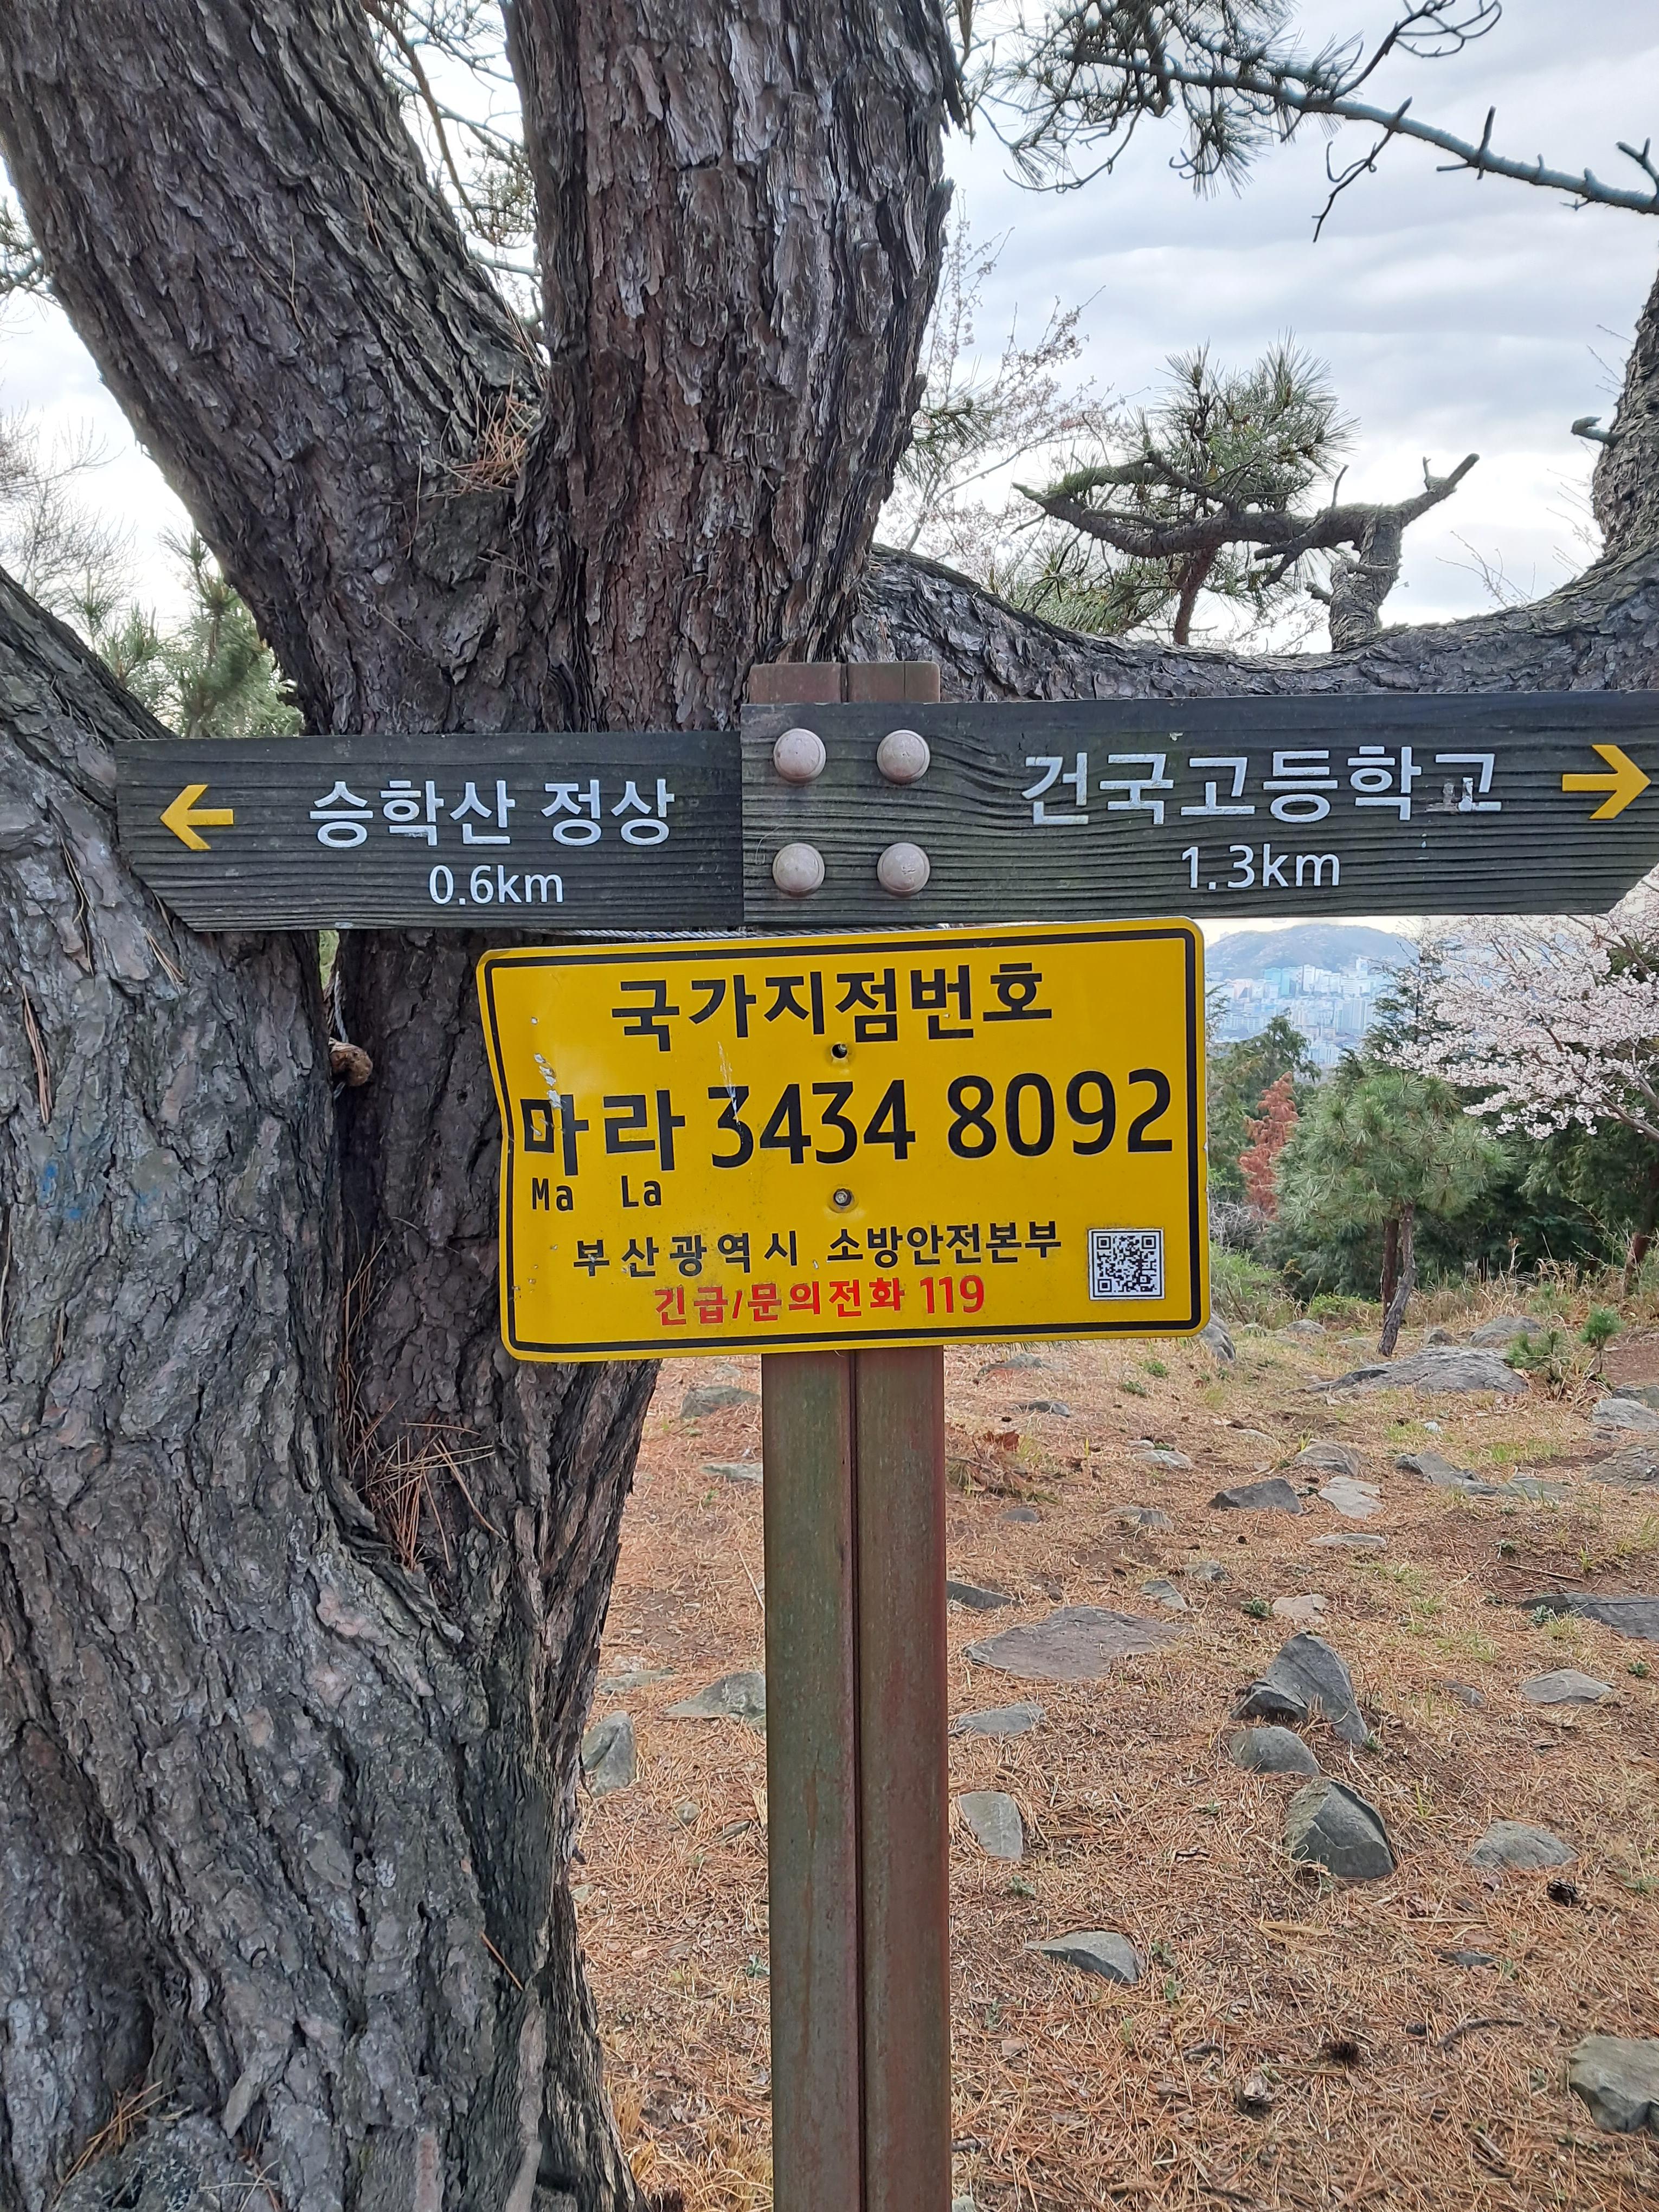 승학산 정상
0.6km
건국고등학교
1.3km
국가지점번호
마라 3434 8092
Ma La
부산광역시 소방안전본부
긴급/문의전화 119